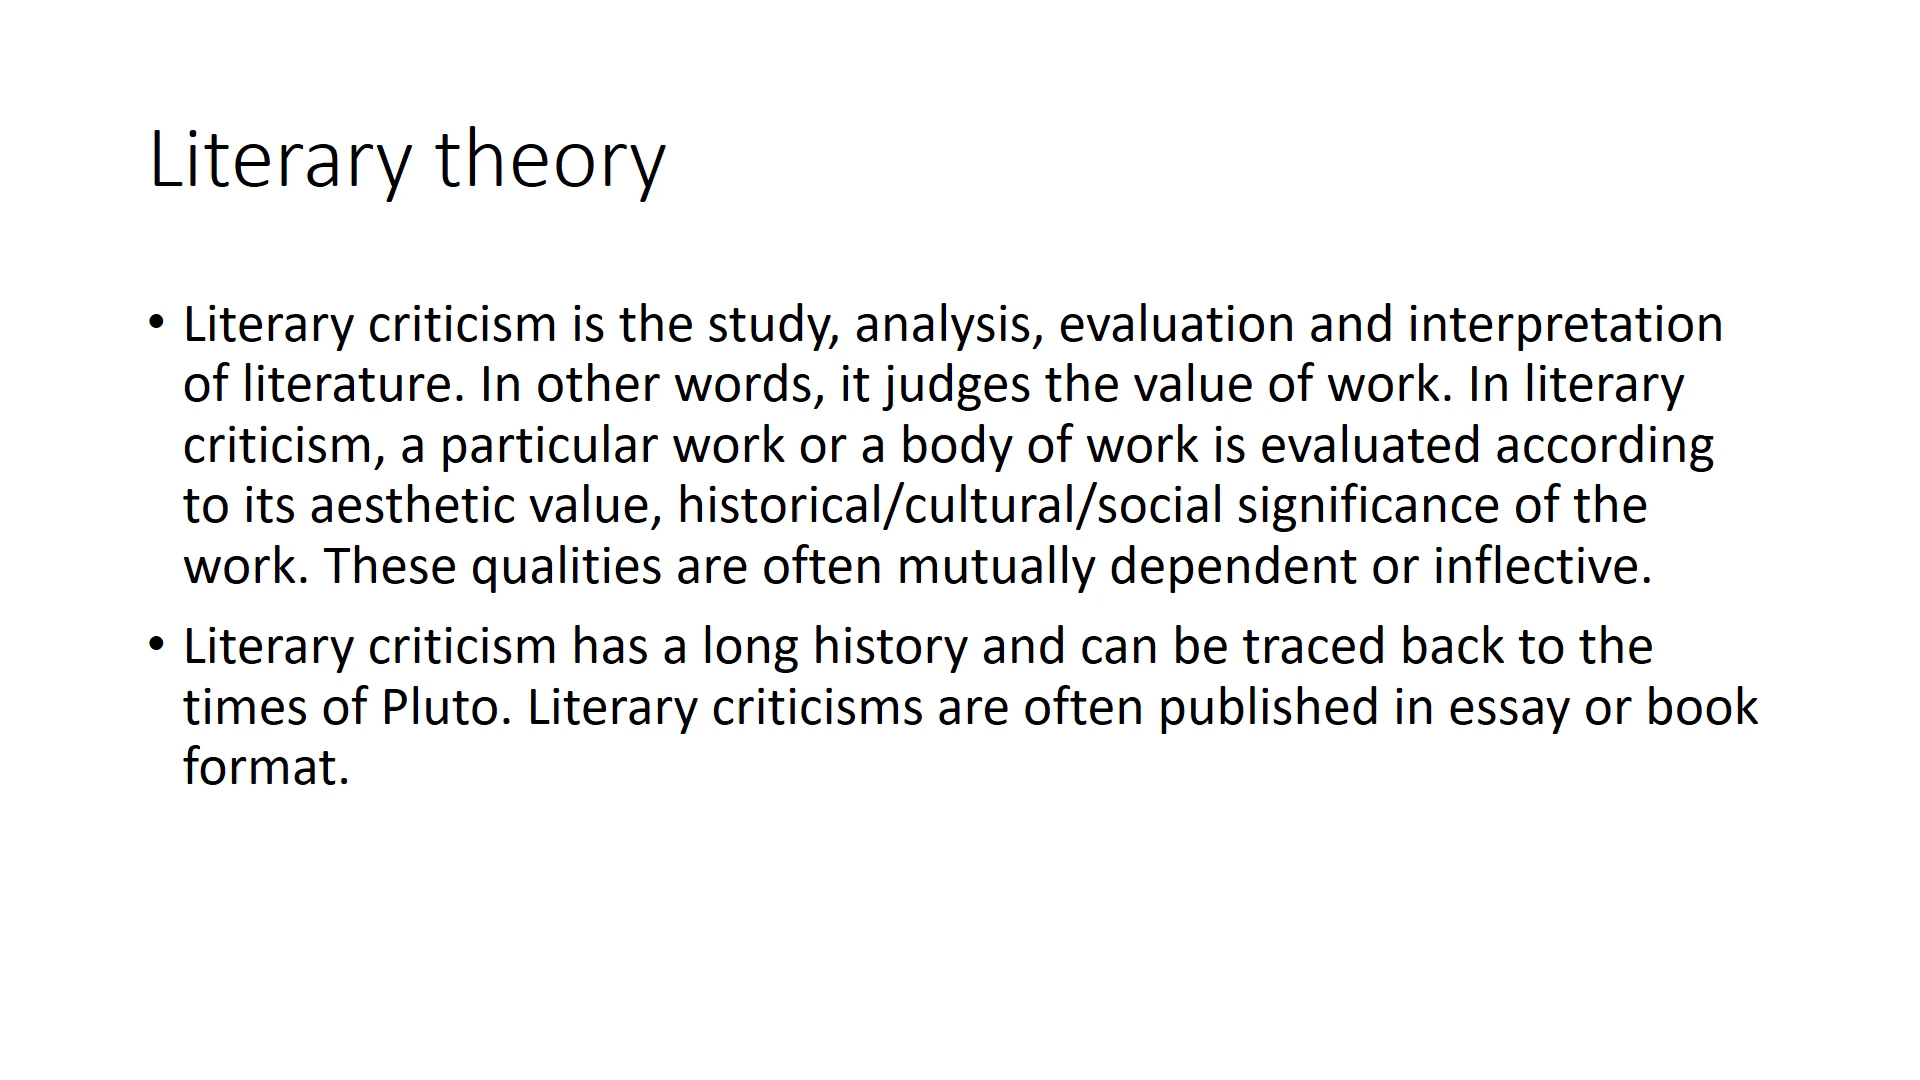 Literary theory
• Literary criticism is the study, analysis, evaluation and interpretation
of literature. In other words, it judges the value of work. In literary
criticism, a particular work or a body of work is evaluated according
to its aesthetic value, historical/cultural/social significance of the
work. These qualities are often mutually dependent or inflective.
• Literary criticism has a long history and can be traced back to the
times of Pluto. Literary criticisms are often published in essay or book
format.